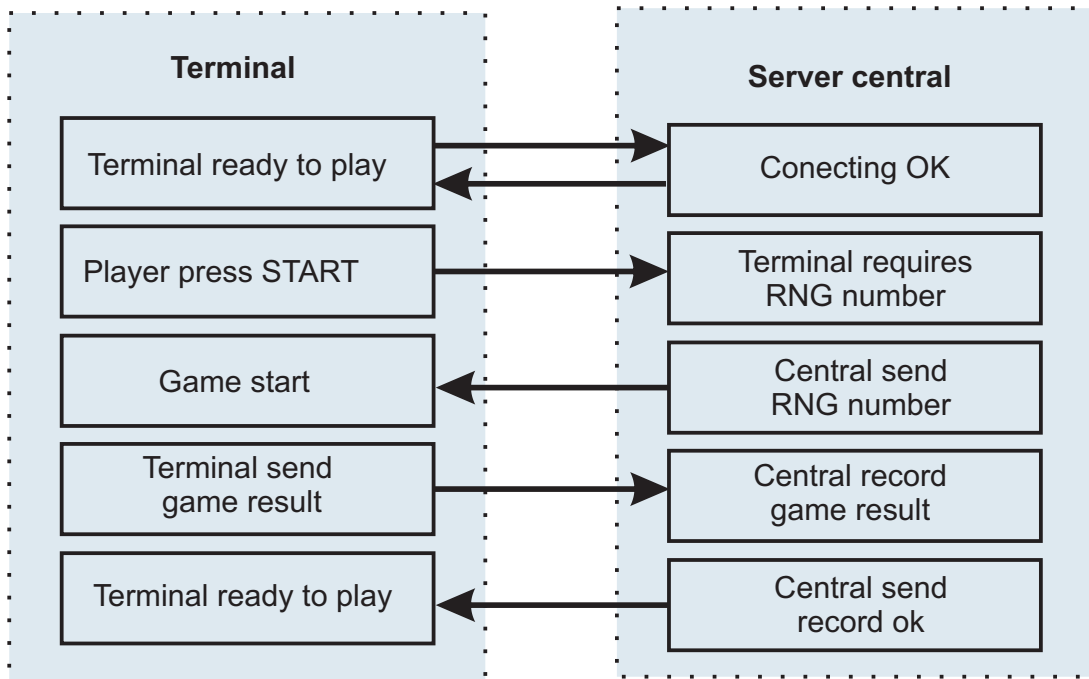 Terminal
Terminal ready to play
Player press START
Game start
Terminal send
game result
Terminal ready to play
Server central
Conecting OK
Terminal requires
RNG number
Central send
RNG number
Central record
game result
Central send
record ok